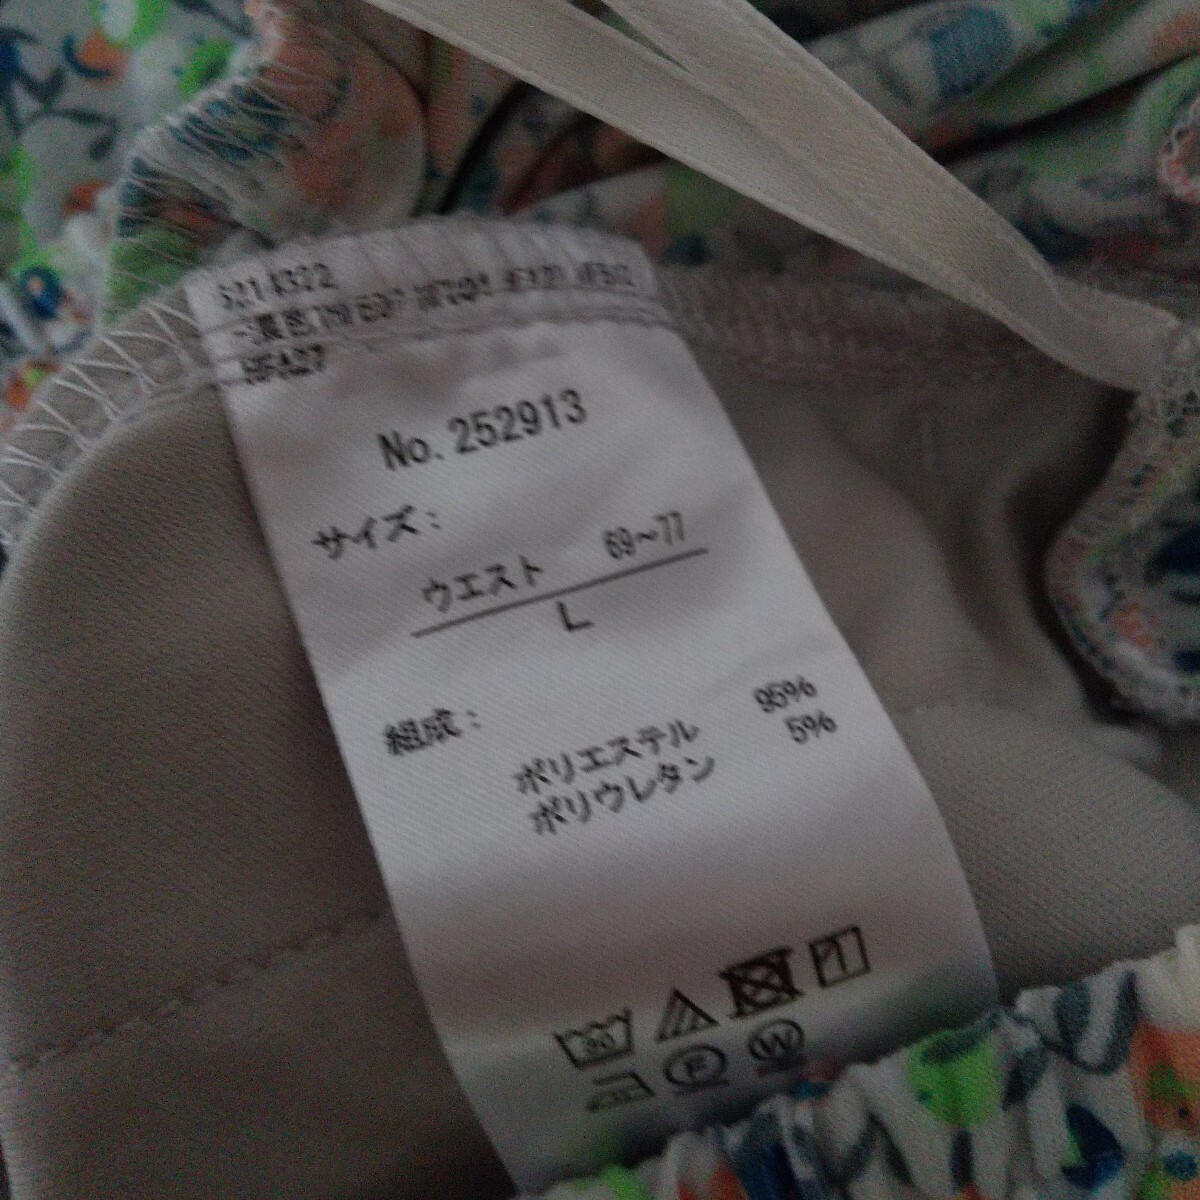 No. 252913
サイズ:
ウエスト 69～77
L
組成:
ポリエステル 95%
ポリウレタン 5%
30
F W